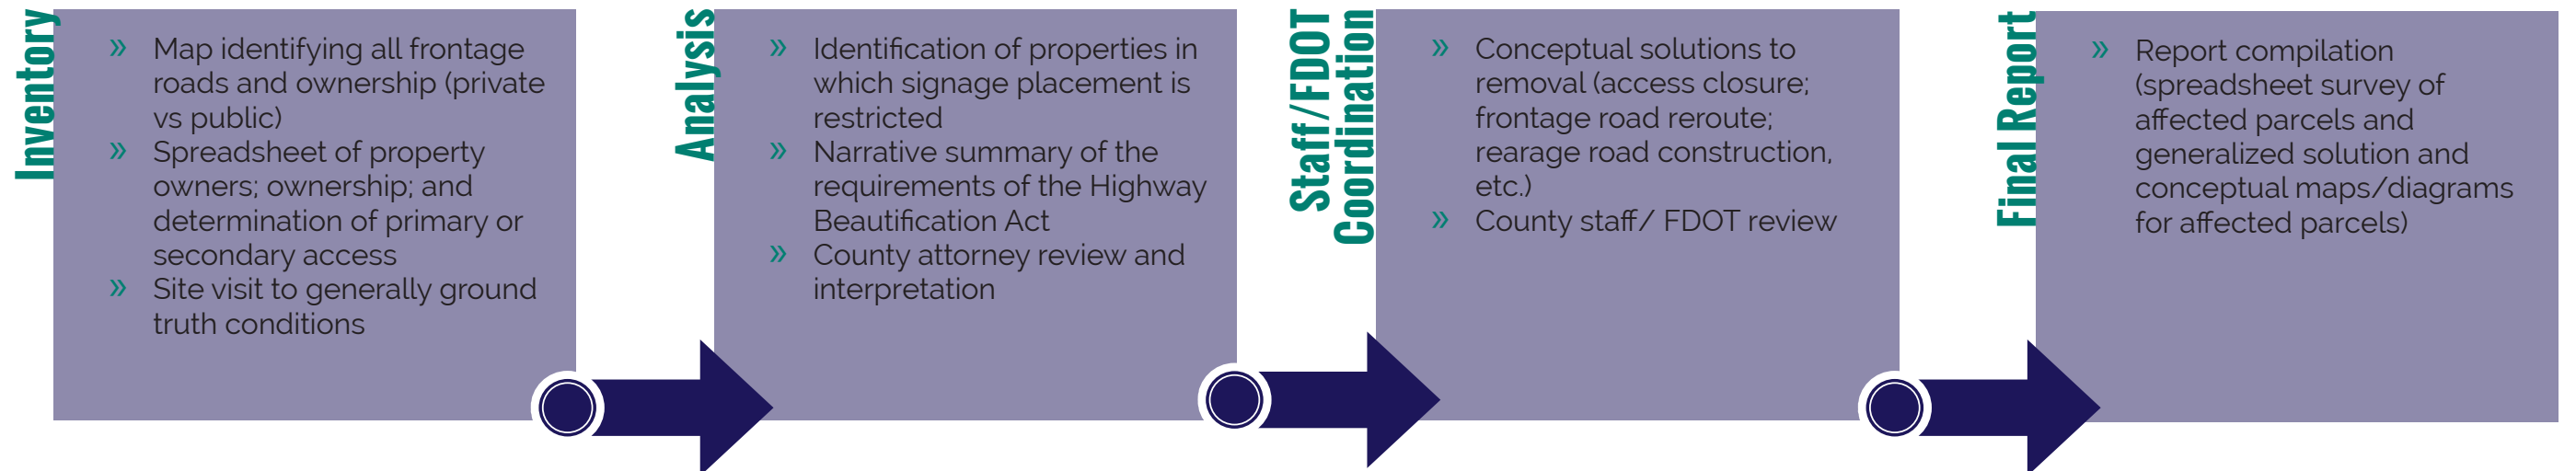 Inventory
» Map identifying all frontage
roads and ownership (private
vs public)
» Spreadsheet of property
owners; ownership; and
determination of primary or
secondary access
» Site visit to generally ground
truth conditions
Analysis
» Identification of properties in
which signage placement is
restricted
» Narrative summary of the
requirements of the Highway
Beautification Act
» County attorney review and
interpretation
Staff/FDOT
Coordination
» Conceptual solutions to
removal (access closure;
frontage road reroute;
rearage road construction,
etc.)
» County staff/ FDOT review
Final Report
» Report compilation
(spreadsheet survey of
affected parcels and
generalized solution and
conceptual maps/diagrams
for affected parcels)